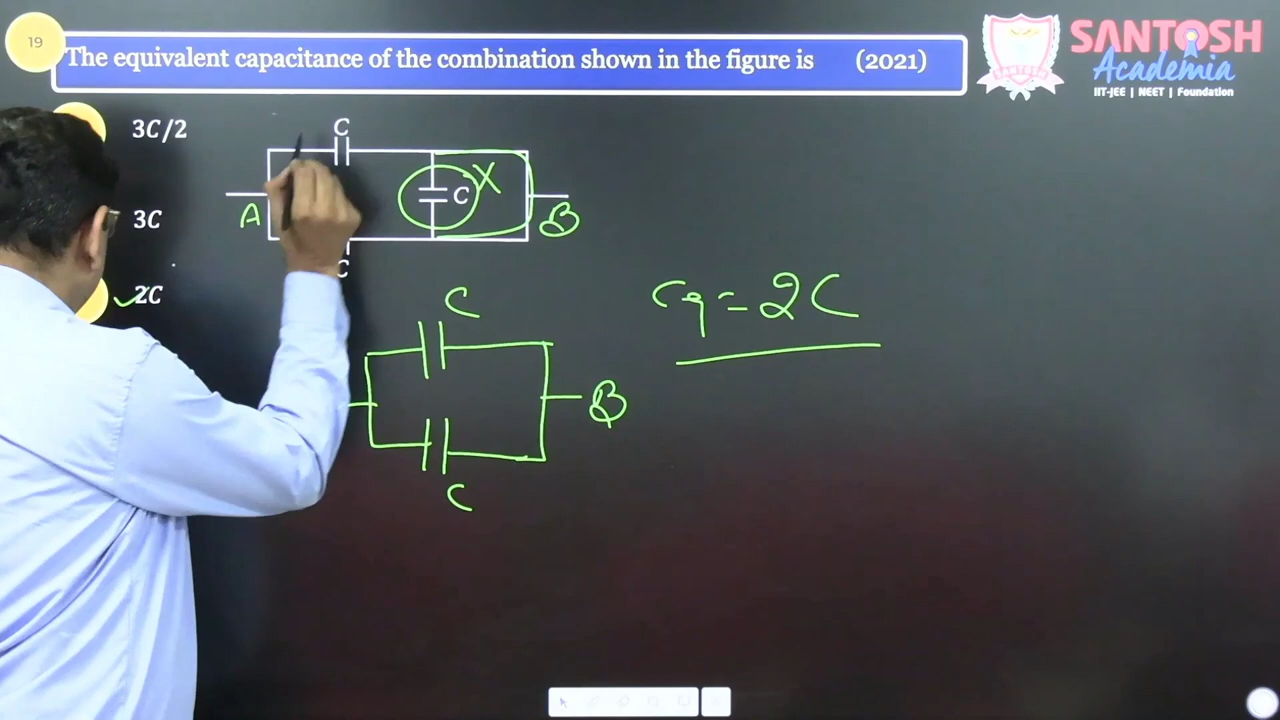 19
The equivalent capacitance of the combination shown in the figure is (2021)
SANTOSH
Academia
IIT-JEE | NEET | Foundation
SANTOSH
3C/2
3C
2C
C
C X
A
B
C
C
Cq = 2C
B
C